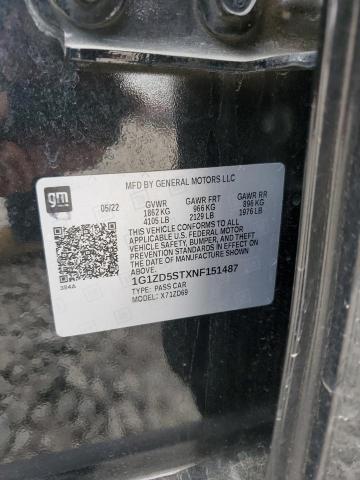 MFD BY GENERAL MOTORS LLC
gm
05/22 GVWR GAWR FRT GAWR RR
1862 KG 966 KG 896 KG
4105 LB 2129 LB 1976 LB
THIS VEHICLE CONFORMS TO ALL
APPLICABLE U.S. FEDERAL MOTOR
VEHICLE SAFETY, BUMPER, AND THEFT
PREVENTION STANDARDS IN EFFECT ON
THE DATE OF MANUFACTURE SHOWN ABOVE.
384A
1G1ZD5STXNF151487
TYPE: PASS CAR
MODEL: X71ZD69